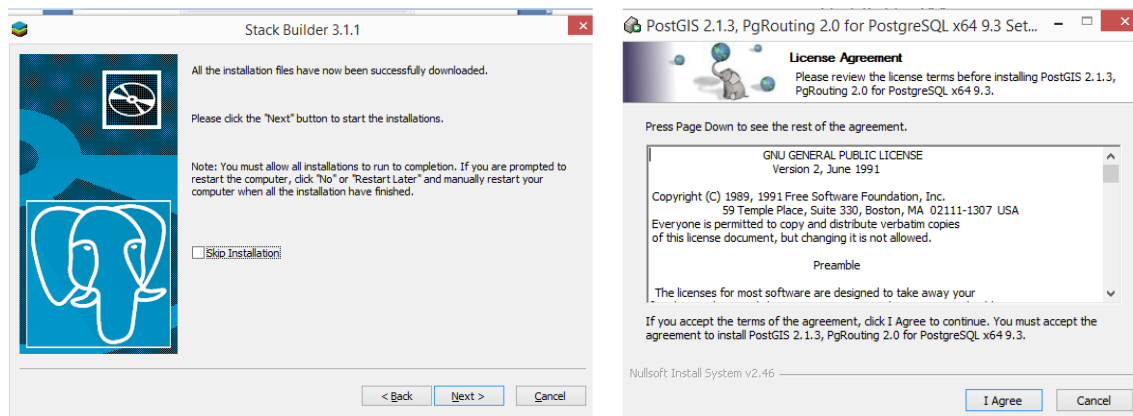 Stack Builder 3.1.1
All the installation files have now been successfully downloaded.
Please click the "Next" button to start the installations.
Note: You must allow all installations to run to completion. If you are prompted to
restart the computer, click "No" or "Restart Later" and manually restart your
computer when all the installation have finished.
Skip Installation
< Back
Next >
Cancel
PostGIS 2.1.3, PgRouting 2.0 for PostgreSQL x64 9.3 Set...
License Agreement
Please review the license terms before installing PostGIS 2.1.3,
PgRouting 2.0 for PostgreSQL x64 9.3.
Press Page Down to see the rest of the agreement.
GNU GENERAL PUBLIC LICENSE
Version 2, June 1991
Copyright (C) 1989, 1991 Free Software Foundation, Inc.
59 Temple Place, Suite 330, Boston, MA 02111-1307 USA
Everyone is permitted to copy and distribute verbatim copies
of this license document, but changing it is not allowed.
Preamble
The licenses for most software are designed to take away your
If you accept the terms of the agreement, click I Agree to continue. You must accept the
agreement to install PostGIS 2.1.3, PgRouting 2.0 for PostgreSQL x64 9.3.
Nullsoft Install System v2.46
I Agree
Cancel